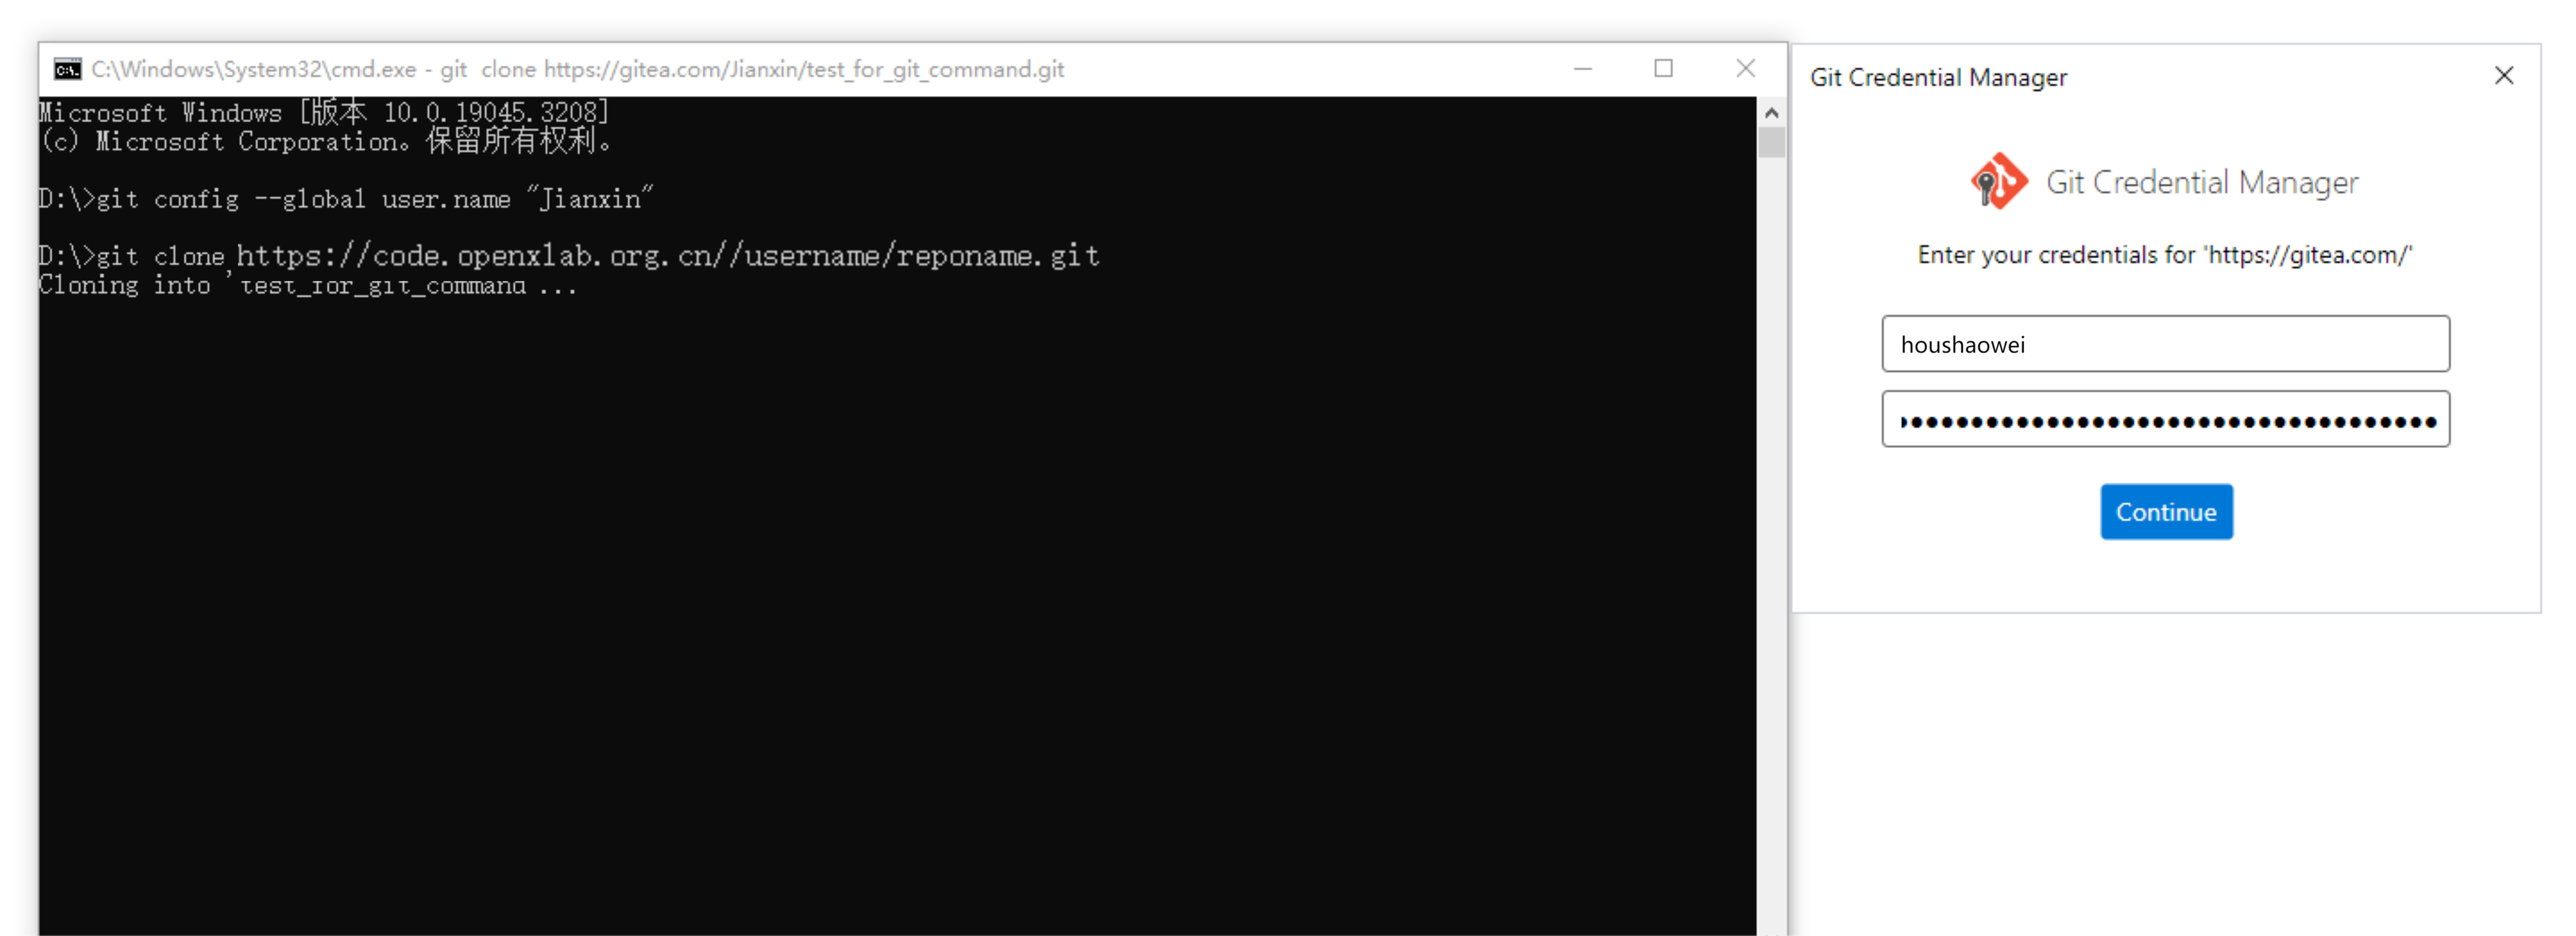 C:\Windows\System32\cmd.exe - git  clone https://gitea.com/Jianxin/test_for_git_command.git
Microsoft Windows [版本 10.0.19045.3208]
(c) Microsoft Corporation。保留所有权利。
D:\>git config --global user.name "Jianxin"
D:\>git clone https://code.openxlab.org.cn//username/reponame.git
Cloning into 'test_for_git_command ...
Git Credential Manager
Git Credential Manager
Enter your credentials for 'https://gitea.com/'
houshaowei
Continue